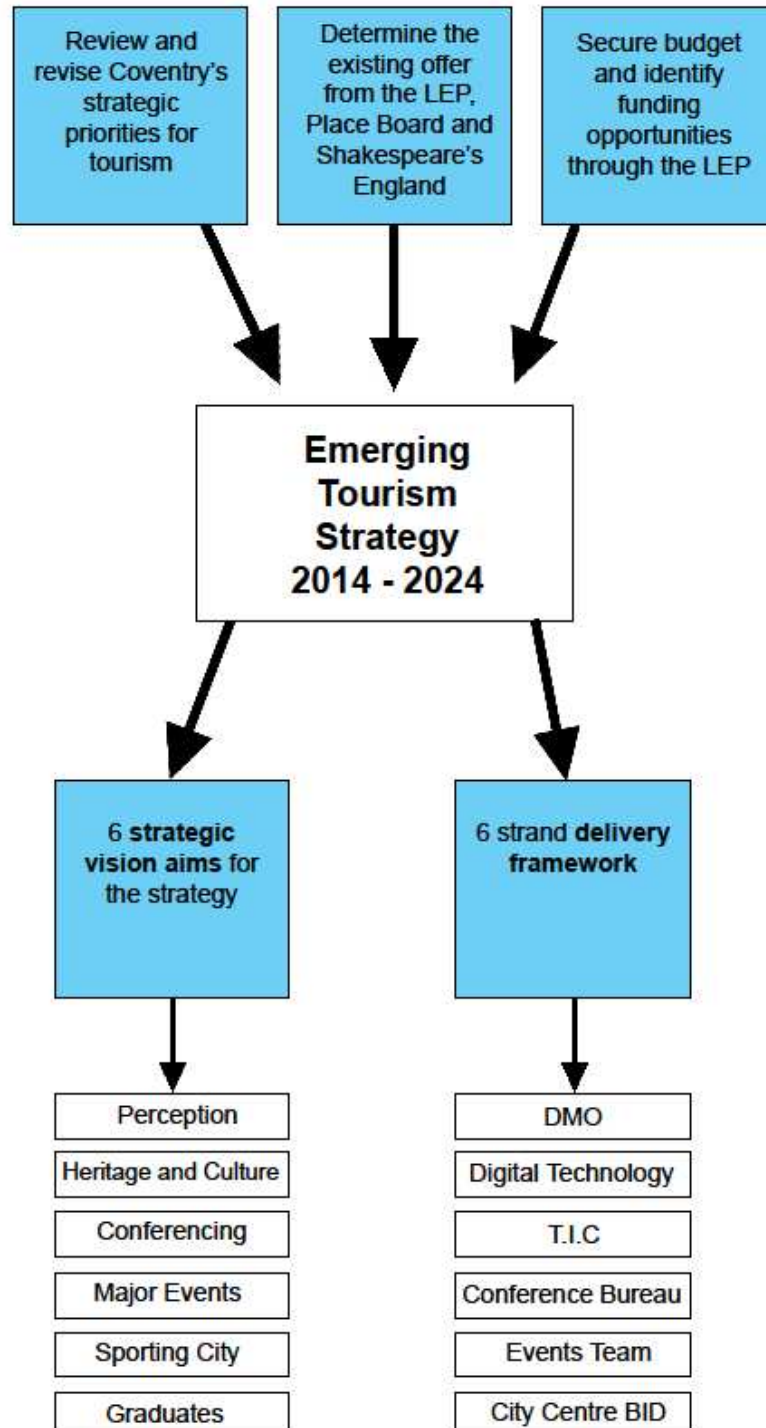 Review and
revise Coventry's
strategic
priorities for
tourism
Determine the
existing offer
from the LEP,
Place Board and
Shakespeare's
England
Secure budget
and identify
funding
opportunities
through the LEP
Emerging
Tourism
Strategy
2014 - 2024
6 strategic
vision aims for
the strategy
6 strand delivery
framework
Perception
Heritage and Culture
Conferencing
Major Events
Sporting City
Graduates
DMO
Digital Technology
T.I.C
Conference Bureau
Events Team
City Centre BID